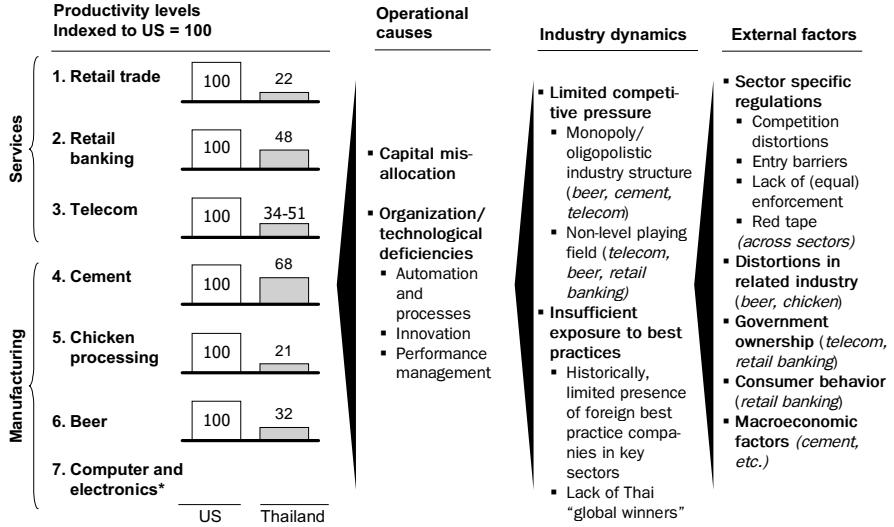 Productivity levels
Indexed to US = 100
Services
1. Retail trade
100
22
2. Retail
banking
100
48
3. Telecom
100
34-51
Manufacturing
4. Cement
100
68
5. Chicken
processing
100
21
6. Beer
100
32
7. Computer and
electronics*
US
Thailand
Operational
causes
▪ Capital mis-
allocation
▪ Organization/
technological
deficiencies
▪ Automation
and
processes
▪ Innovation
▪ Performance
management
Industry dynamics
▪ Limited competi-
tive pressure
▪ Monopoly/
oligopolistic
industry structure
(beer, cement,
telecom)
▪ Non-level playing
field (telecom,
beer, retail
banking)
▪ Insufficient
exposure to best
practices
▪ Historically,
limited presence
of foreign best
practice compa-
nies in key
sectors
▪ Lack of Thai
“global winners”
External factors
▪ Sector specific
regulations
▪ Competition
distortions
▪ Entry barriers
▪ Lack of (equal)
enforcement
▪ Red tape
(across sectors)
▪ Distortions in
related industry
(beer, chicken)
▪ Government
ownership (telecom,
retail banking)
▪ Consumer behavior
(retail banking)
▪ Macroeconomic
factors (cement,
etc.)